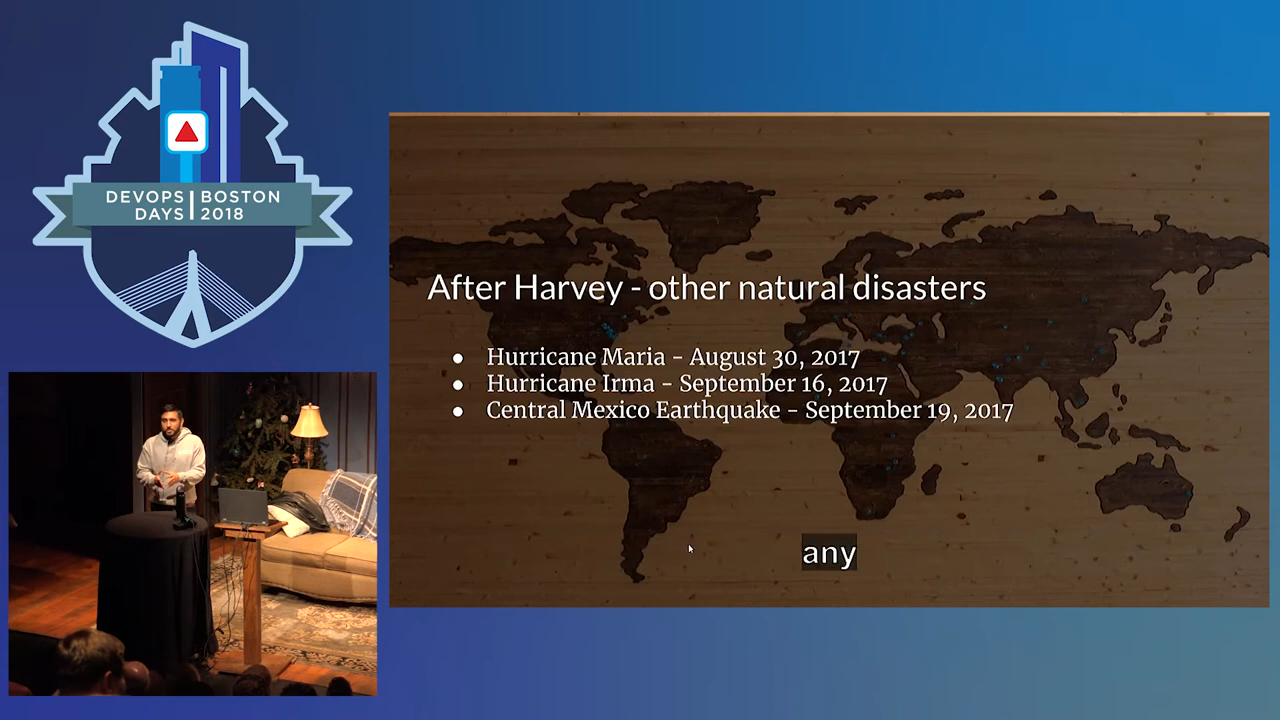 DEVOPS BOSTON
DAYS 2018
After Harvey - other natural disasters
● Hurricane Maria - August 30, 2017
● Hurricane Irma - September 16, 2017
● Central Mexico Earthquake - September 19, 2017
any